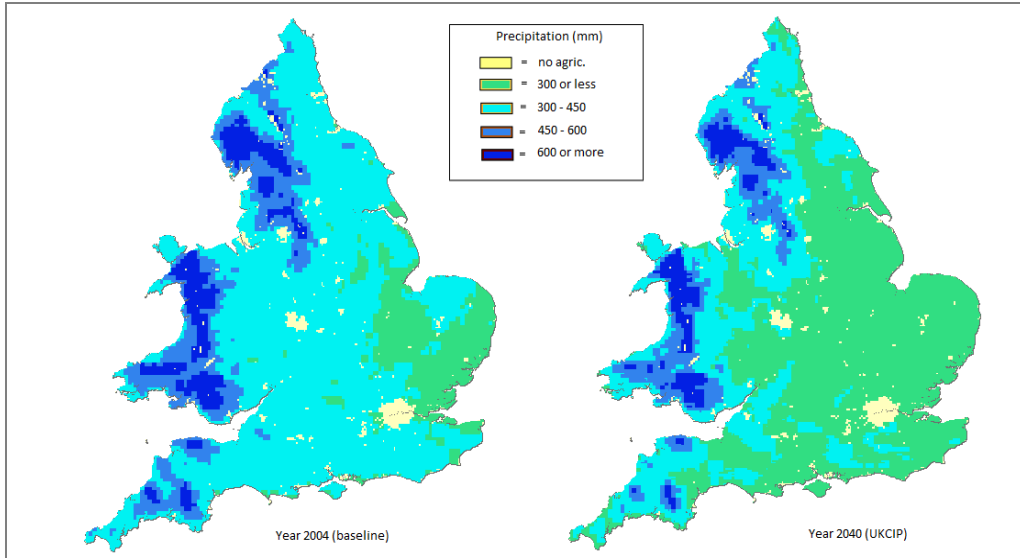 Precipitation (mm)
= no agric.
= 300 or less
= 300 - 450
= 450 - 600
= 600 or more
Year 2004 (baseline)
Year 2040 (UKCIP)